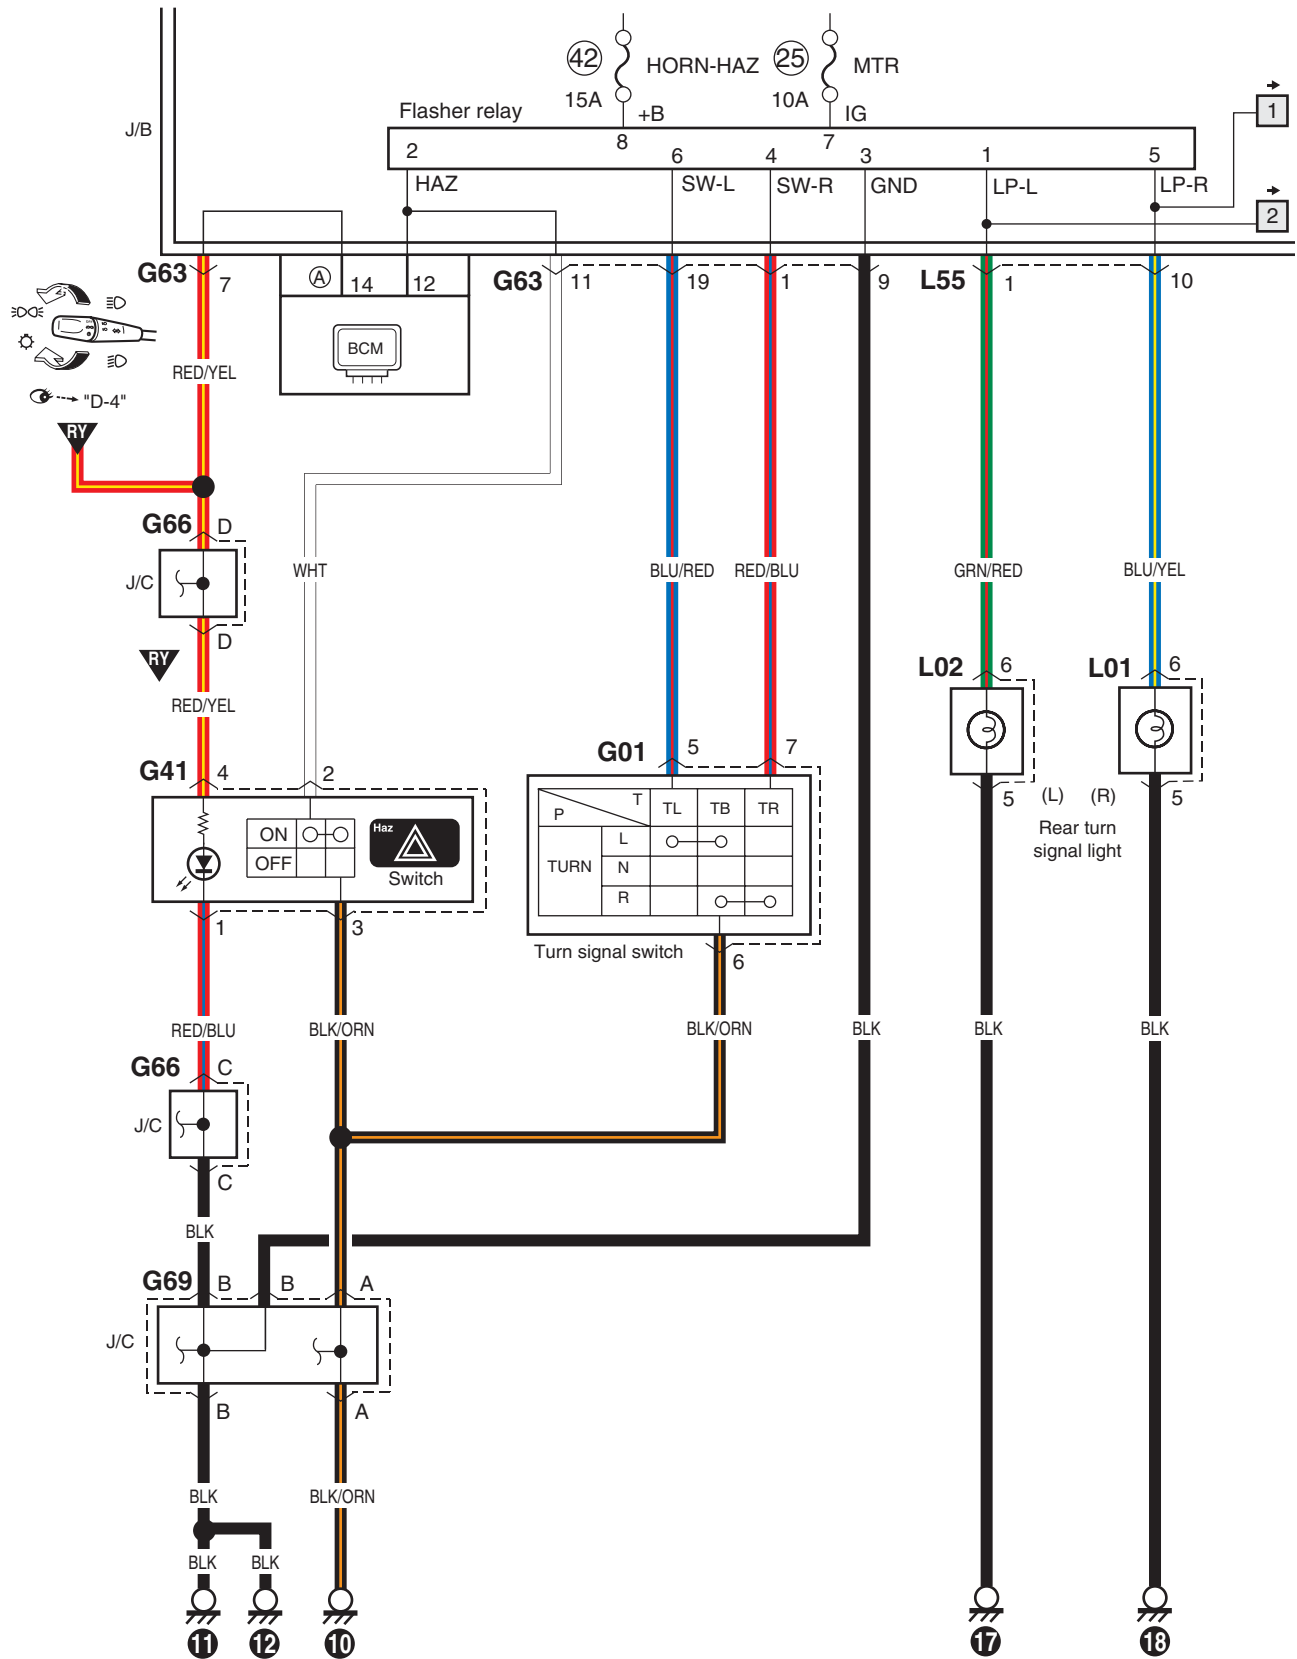 42 HORN-HAZ 25 MTR
15A 10A
Flasher relay +B IG
1
J/B
8 7
2 6 4 3 1 5
HAZ SW-L SW-R GND LP-L LP-R
2
G63 7 A 14 12 G63 11 19 1 9 L55 1 10
BCM
RED/YEL
"D-4"
RY
G66 D
J/C WHT BLU/RED RED/BLU GRN/RED BLU/YEL
D
RY
L02 6 L01 6
RED/YEL
G01 5 7
G41 4 2
5 (L) (R) 5
T
P TL TB TR
Rear turn
signal light
ON Haz
L
OFF
TURN N
Switch
R
1 3
Turn signal switch 6
RED/BLU BLK/ORN BLK/ORN BLK BLK BLK
G66 C
J/C
C
BLK
G69 B B A
J/C
B A
BLK BLK/ORN
BLK BLK
11 12 10 17 18